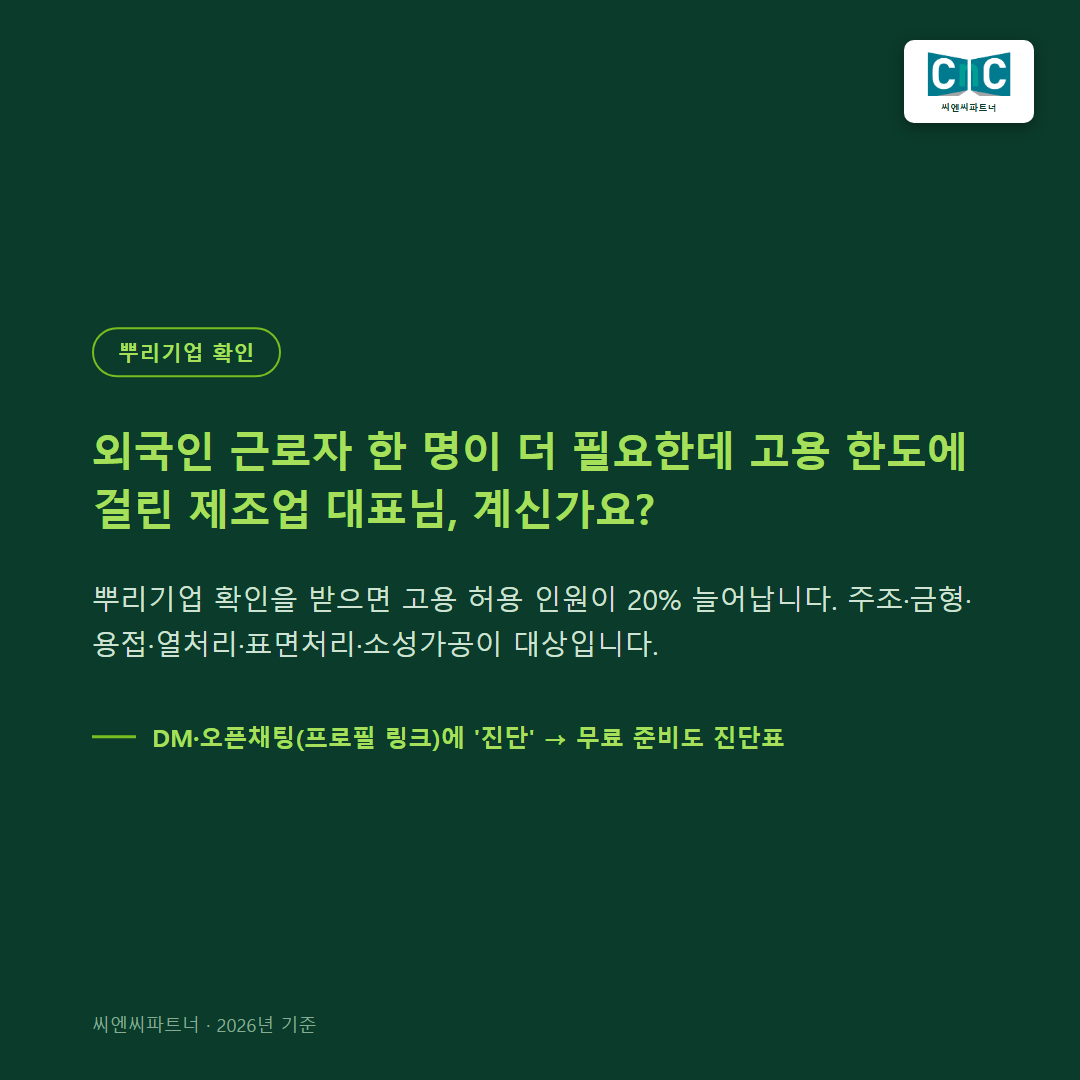 CnC
씨엔씨파트너
뿌리기업 확인
외국인 근로자 한 명이 더 필요한데 고용 한도에
걸린 제조업 대표님, 계신가요?
뿌리기업 확인을 받으면 고용 허용 인원이 20% 늘어납니다. 주조·금형·
용접·열처리·표면처리·소성가공이 대상입니다.
DM·오픈채팅(프로필 링크)에 '진단' → 무료 준비도 진단표
씨엔씨파트너 · 2026년 기준